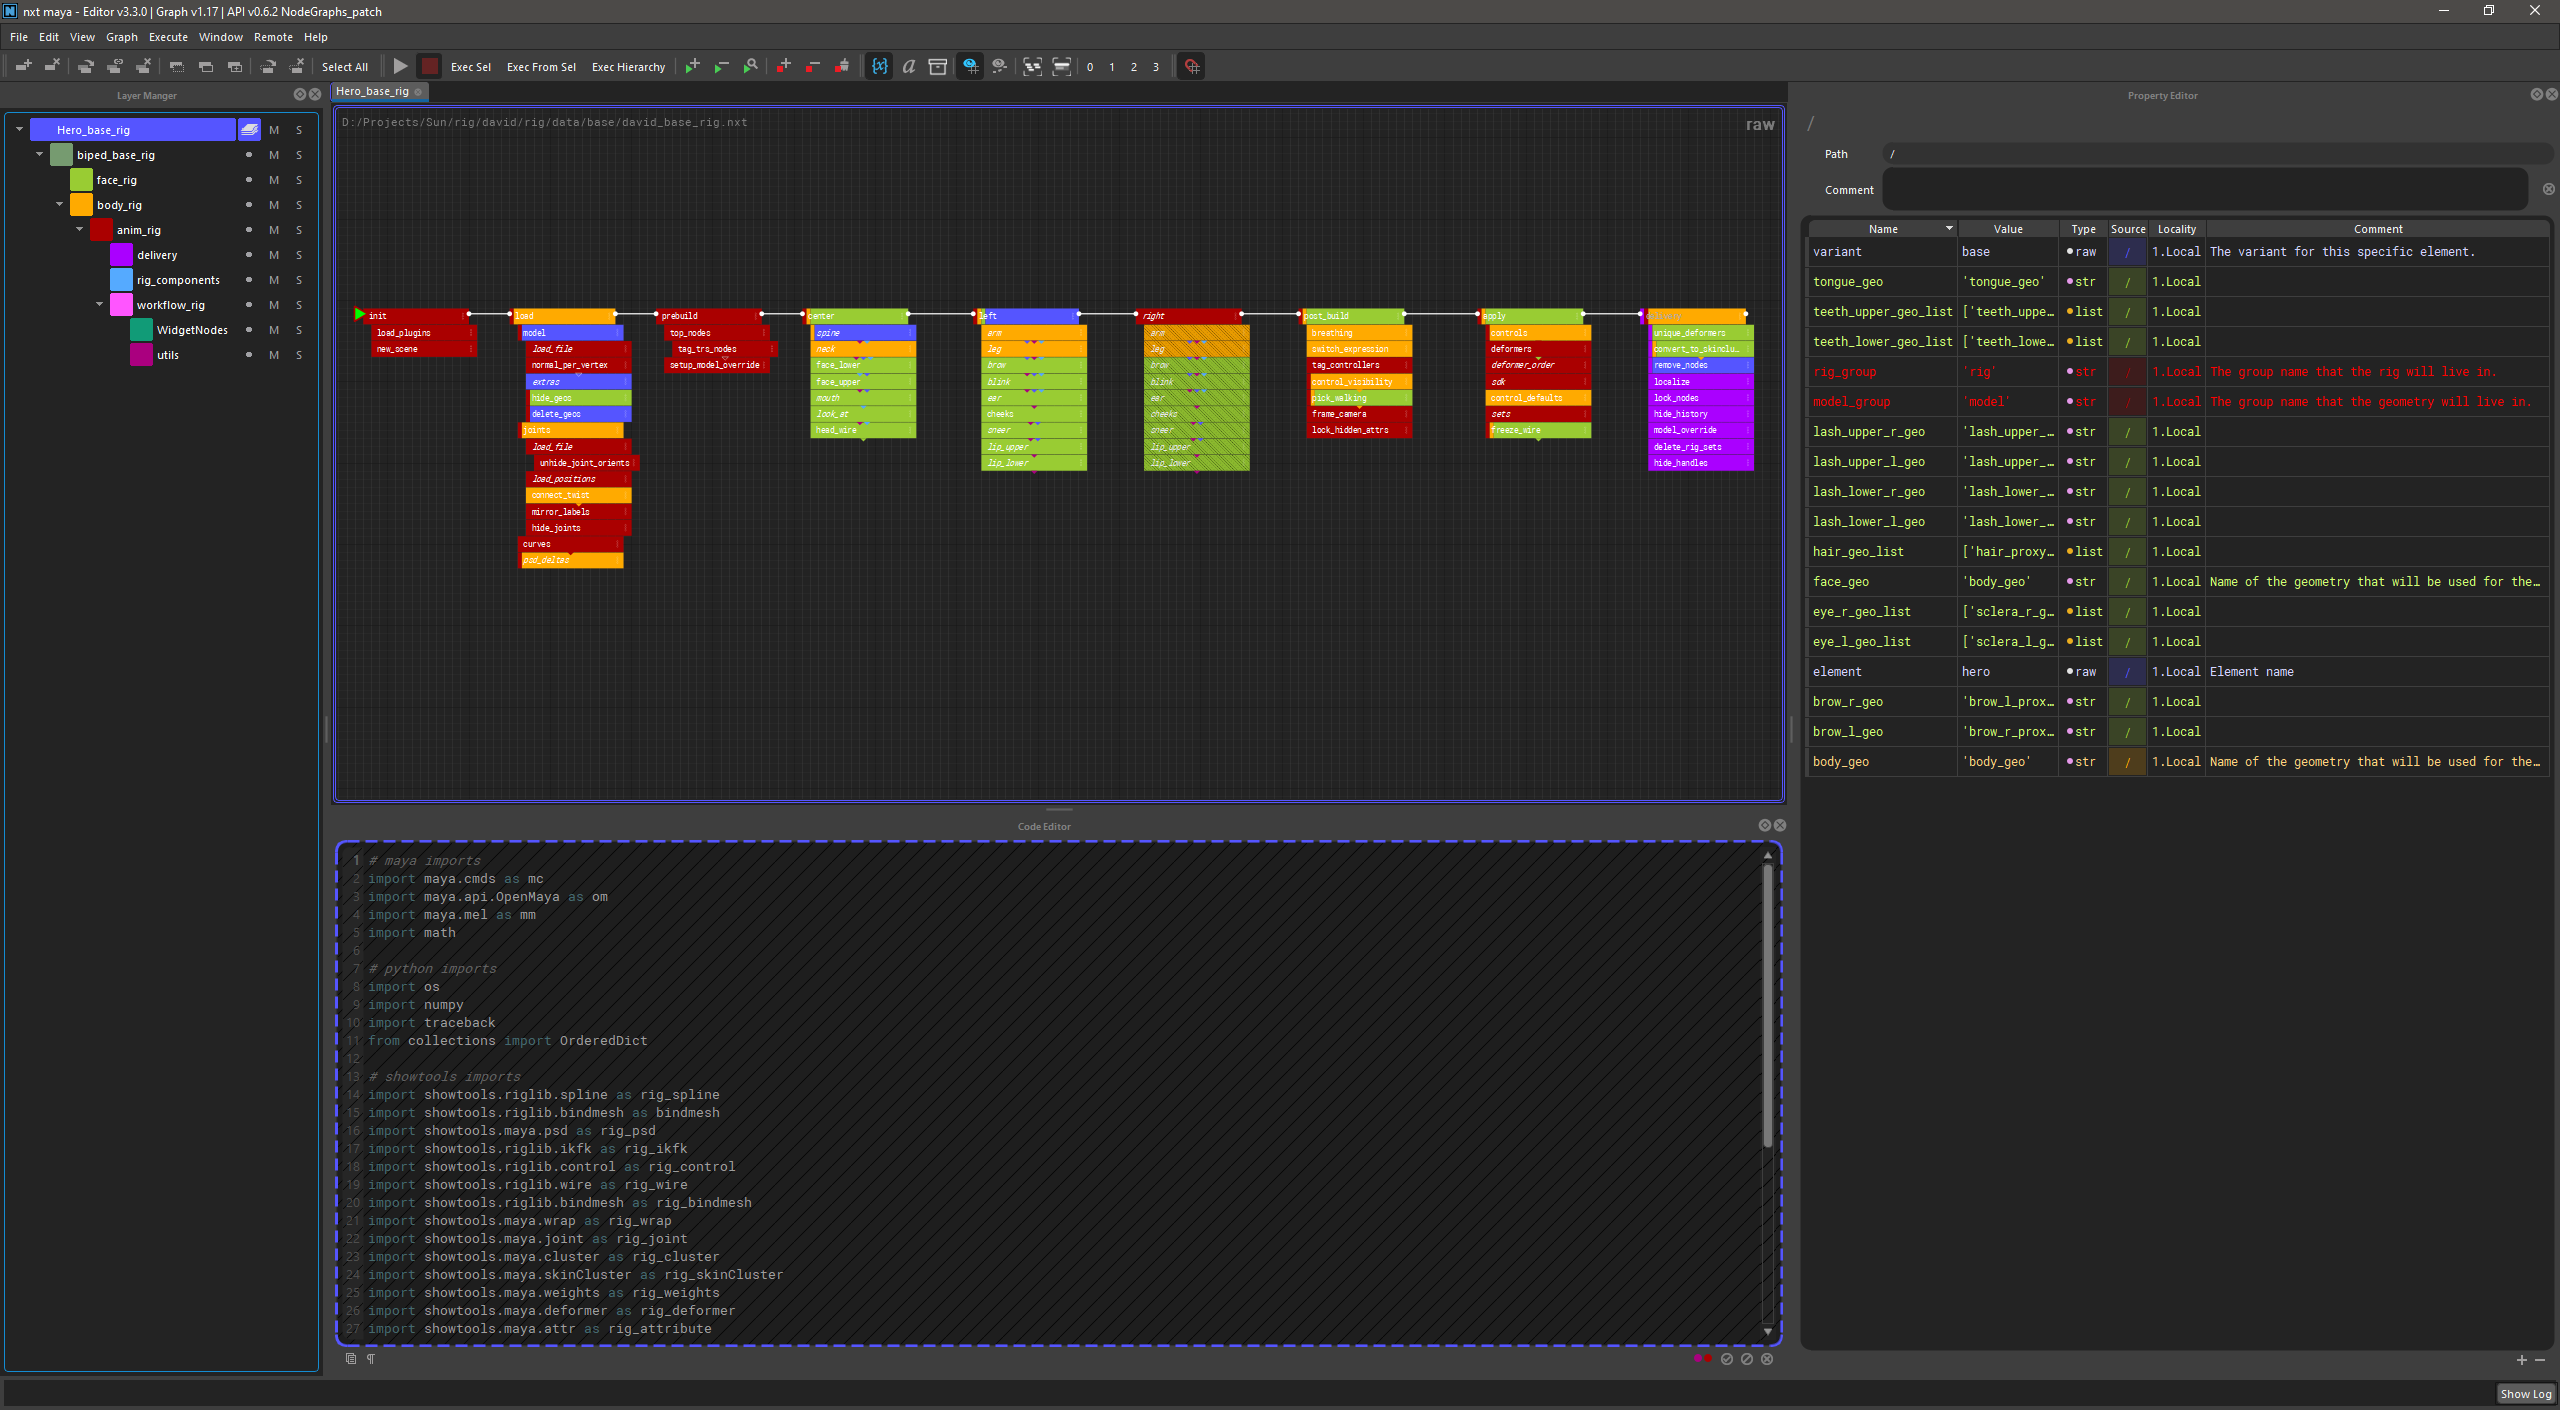 nxt maya - Editor v3.3.0 | Graph v1.17 | API v0.6.2 NodeGraphs_patch
File Edit View Graph Execute Window Remote Help
Select All Exec Sel Exec From Sel Exec Hierarchy 0 1 2 3
Layer Manger
Hero_base_rig M S
biped_base_rig M S
face_rig M S
body_rig M S
anim_rig M S
delivery M S
rig_components M S
workflow_rig M S
WidgetNodes M S
utils M S
Hero_base_rig
D:/Projects/Sun/rig/david/rig/data/base/david_base_rig.nxt
raw
init
load_plugins
new_scene
load
model
load_file
normal_per_vertex
extras
hide_geos
delete_geos
joints
load_file
unhide_joint_orients
load_positions
connect_twist
mirror_labels
hide_joints
curves
psd_deltas
prebuild
top_nodes
tag_trs_nodes
setup_model_override
center
spine
neck
face_lower
face_upper
mouth
look_at
head_wire
left
arm
leg
brow
blink
ear
cheeks
sneer
lip_upper
lip_lower
right
arm
leg
brow
blink
ear
cheeks
sneer
lip_upper
lip_lower
post_build
breathing
switch_expression
tag_controllers
control_visibility
pick_walking
frame_camera
lock_hidden_attrs
apply
controls
deformers
deformer_order
sdk
control_defaults
sets
freeze_wire
delivery
unique_deformers
convert_to_skinclu...
remove_nodes
localize
lock_nodes
hide_history
model_override
delete_rig_sets
hide_handles
Code Editor
1 # maya imports
2 import maya.cmds as mc
3 import maya.api.OpenMaya as om
4 import maya.mel as mm
5 import math
6
7 # python imports
8 import os
9 import numpy
10 import traceback
11 from collections import OrderedDict
12
13 # showtools imports
14 import showtools.riglib.spline as rig_spline
15 import showtools.riglib.bindmesh as bindmesh
16 import showtools.maya.psd as rig_psd
17 import showtools.riglib.ikfk as rig_ikfk
18 import showtools.riglib.control as rig_control
19 import showtools.riglib.wire as rig_wire
20 import showtools.riglib.bindmesh as rig_bindmesh
21 import showtools.maya.wrap as rig_wrap
22 import showtools.maya.joint as rig_joint
23 import showtools.maya.cluster as rig_cluster
24 import showtools.maya.skinCluster as rig_skinCluster
25 import showtools.maya.weights as rig_weights
26 import showtools.maya.deformer as rig_deformer
27 import showtools.maya.attr as rig_attribute
Property Editor
/
Path /
Comment
Name Value Type Source Locality Comment
variant base raw / 1.Local The variant for this specific element.
tongue_geo 'tongue_geo' str / 1.Local
teeth_upper_geo_list ['teeth_uppe... list / 1.Local
teeth_lower_geo_list ['teeth_lowe... list / 1.Local
rig_group 'rig' str / 1.Local The group name that the rig will live in.
model_group 'model' str / 1.Local The group name that the geometry will live in.
lash_upper_r_geo 'lash_upper_... str / 1.Local
lash_upper_l_geo 'lash_upper_... str / 1.Local
lash_lower_r_geo 'lash_lower_... str / 1.Local
lash_lower_l_geo 'lash_lower_... str / 1.Local
hair_geo_list ['hair_proxy... list / 1.Local
face_geo 'body_geo' str / 1.Local Name of the geometry that will be used for the...
eye_r_geo_list ['sclera_r_g... list / 1.Local
eye_l_geo_list ['sclera_l_g... list / 1.Local
element hero raw / 1.Local Element name
brow_r_geo 'brow_l_prox... str / 1.Local
brow_l_geo 'brow_r_prox... str / 1.Local
body_geo 'body_geo' str / 1.Local Name of the geometry that will be used for the...
Show Log